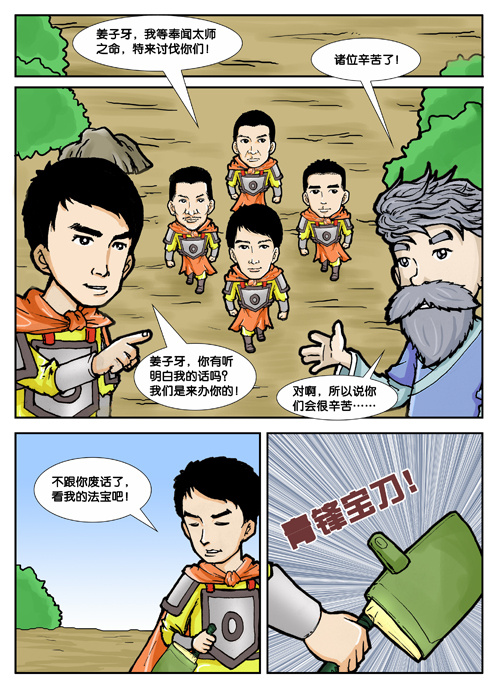 姜子牙，我等奉闻太师
之命，特来讨伐你们！
诸位辛苦了！
姜子牙，你有听
明白我的话吗？
我们是来办你的！
对啊，所以说你
们会很辛苦……
不跟你废话了，
看我的法宝吧！
青锋宝刀！